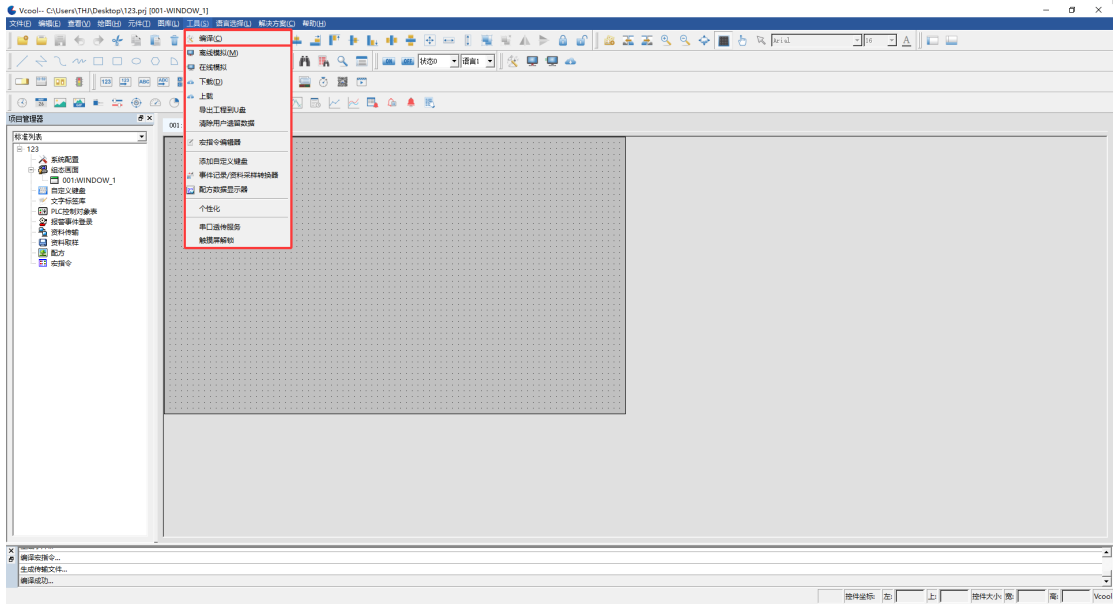 Vcool-- C:\Users\THJ\Desktop\123.prj [001-WINDOW_1]
文件(F) 编辑(E) 查看(V) 绘图(H) 元件(T) 图库(L) 工具(S) 语言选择(L) 解决方案(C) 帮助(H)
Arial 16 A
状态0 语言1
123 123 ABC ABC
项目管理器
标准列表
123
系统配置
组态画面
001:WINDOW_1
自定义键盘
文字标签库
PLC控制对象表
报警事件登录
资料传输
资料取样
配方
宏指令
001:
编译(C)
离线模拟(M)
在线模拟
下载(D)
上载
导出工程到U盘
清除用户遗留数据
宏指令编辑器
添加自定义键盘
事件记录/资料采样转换器
配方数据显示器
个性化
串口透传服务
触摸屏解锁
编译宏指令...
生成传输文件...
编译成功...
控件坐标: 左: 上: 控件大小: 宽: 高: Vcool